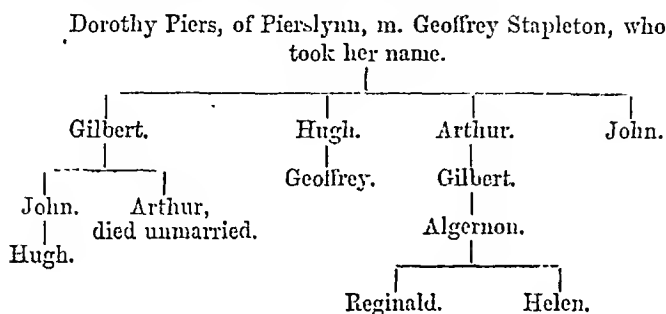 Dorothy Piers, of Pierslynn, m. Geoffrey Stapleton, who
took her name.
Gilbert. Hugh. Arthur. John.
John. Arthur, Geoffrey. Gilbert.
died unmarried.
Hugh. Algernon.
Reginald. Helen.